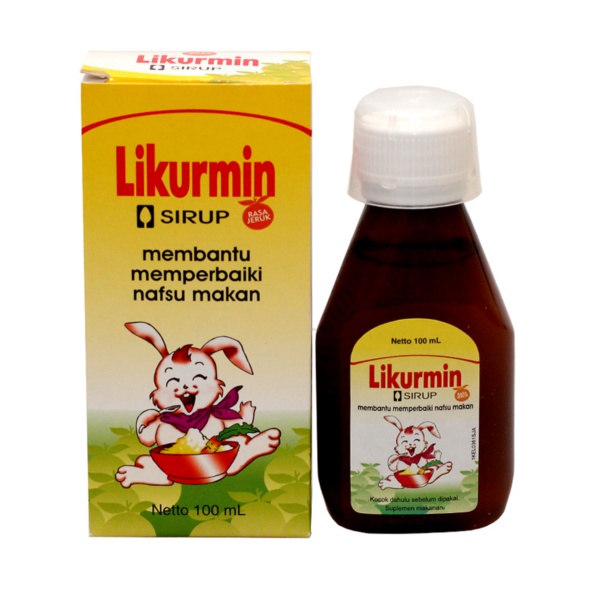 Likurmin
SIRUP
Likurmin
SIRUP
RASA
JERUK
membantu
memperbaiki
nafsu makan
Netto 100 mL
Netto 100 mL
Likurmin
SIRUP
membantu memperbaiki nafsu makan
Kocok dahulu sebelum dipakai.
Suplemen makanan